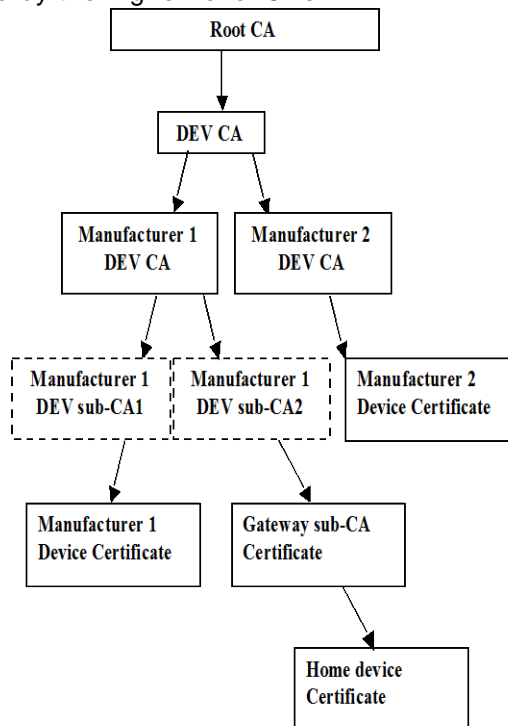 Root CA
DEV CA
Manufacturer 1
DEV CA
Manufacturer 2
DEV CA
Manufacturer 1
DEV sub-CA1
Manufacturer 1
DEV sub-CA2
Manufacturer 2
Device Certificate
Manufacturer 1
Device Certificate
Gateway sub-CA
Certificate
Home device
Certificate